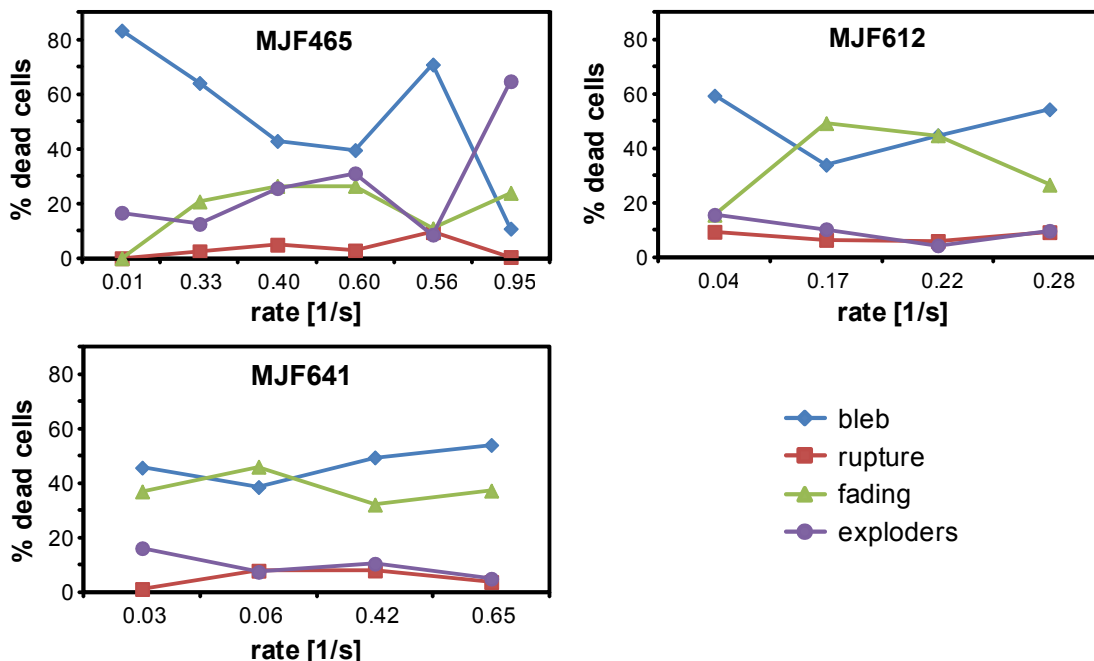 MJF465
% dead cells
80
60
40
20
0
0.01 0.33 0.40 0.60 0.56 0.95
rate [1/s]
MJF612
% dead cells
80
60
40
20
0
0.04 0.17 0.22 0.28
rate [1/s]
MJF641
% dead cells
80
60
40
20
0
0.03 0.06 0.42 0.65
rate [1/s]
bleb
rupture
fading
exploders